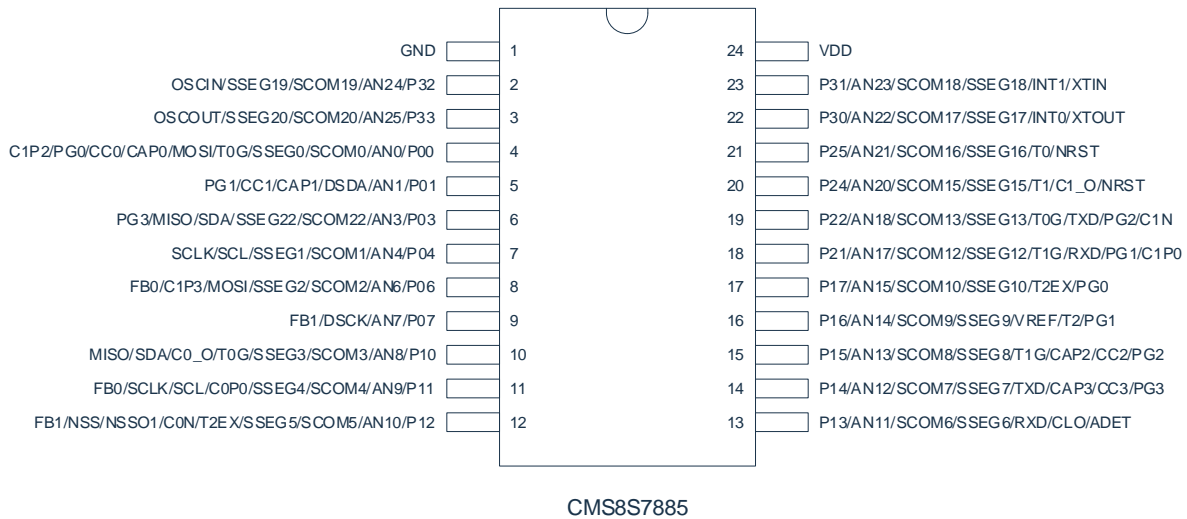 GND 1 24 VDD
OSCIN/SSEG19/SCOM19/AN24/P32 2 23 P31/AN23/SCOM18/SSEG18/INT1/XTIN
OSCOUT/SSEG20/SCOM20/AN25/P33 3 22 P30/AN22/SCOM17/SSEG17/INT0/XTOUT
C1P2/PG0/CC0/CAP0/MOSI/T0G/SSEG0/SCOM0/AN0/P00 4 21 P25/AN21/SCOM16/SSEG16/T0/NRST
PG1/CC1/CAP1/DSDA/AN1/P01 5 20 P24/AN20/SCOM15/SSEG15/T1/C1_O/NRST
PG3/MISO/SDA/SSEG22/SCOM22/AN3/P03 6 19 P22/AN18/SCOM13/SSEG13/T0G/TXD/PG2/C1N
SCLK/SCL/SSEG1/SCOM1/AN4/P04 7 18 P21/AN17/SCOM12/SSEG12/T1G/RXD/PG1/C1P0
FB0/C1P3/MOSI/SSEG2/SCOM2/AN6/P06 8 17 P17/AN15/SCOM10/SSEG10/T2EX/PG0
FB1/DSCK/AN7/P07 9 16 P16/AN14/SCOM9/SSEG9/VREF/T2/PG1
MISO/SDA/C0_O/T0G/SSEG3/SCOM3/AN8/P10 10 15 P15/AN13/SCOM8/SSEG8/T1G/CAP2/CC2/PG2
FB0/SCLK/SCL/C0P0/SSEG4/SCOM4/AN9/P11 11 14 P14/AN12/SCOM7/SSEG7/TXD/CAP3/CC3/PG3
FB1/NSS/NSSO1/C0N/T2EX/SSEG5/SCOM5/AN10/P12 12 13 P13/AN11/SCOM6/SSEG6/RXD/CLO/ADET
CMS8S7885